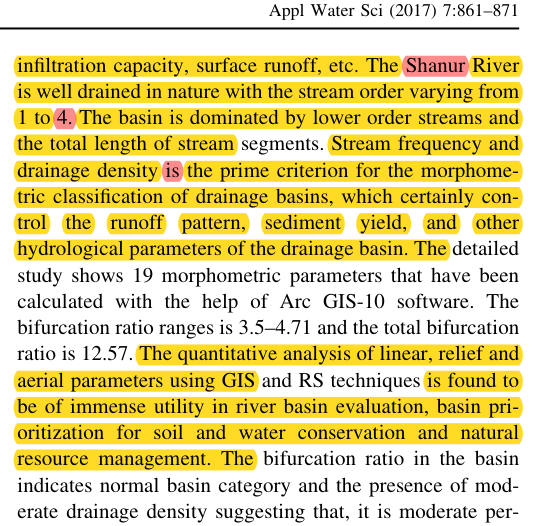 Appl Water Sci (2017) 7:861–871
infiltration capacity, surface runoff, etc. The Shanur River
is well drained in nature with the stream order varying from
1 to 4. The basin is dominated by lower order streams and
the total length of stream segments. Stream frequency and
drainage density is the prime criterion for the morphome-
tric classification of drainage basins, which certainly con-
trol the runoff pattern, sediment yield, and other
hydrological parameters of the drainage basin. The detailed
study shows 19 morphometric parameters that have been
calculated with the help of Arc GIS-10 software. The
bifurcation ratio ranges is 3.5–4.71 and the total bifurcation
ratio is 12.57. The quantitative analysis of linear, relief and
aerial parameters using GIS and RS techniques is found to
be of immense utility in river basin evaluation, basin pri-
oritization for soil and water conservation and natural
resource management. The bifurcation ratio in the basin
indicates normal basin category and the presence of mod-
erate drainage density suggesting that, it is moderate per-